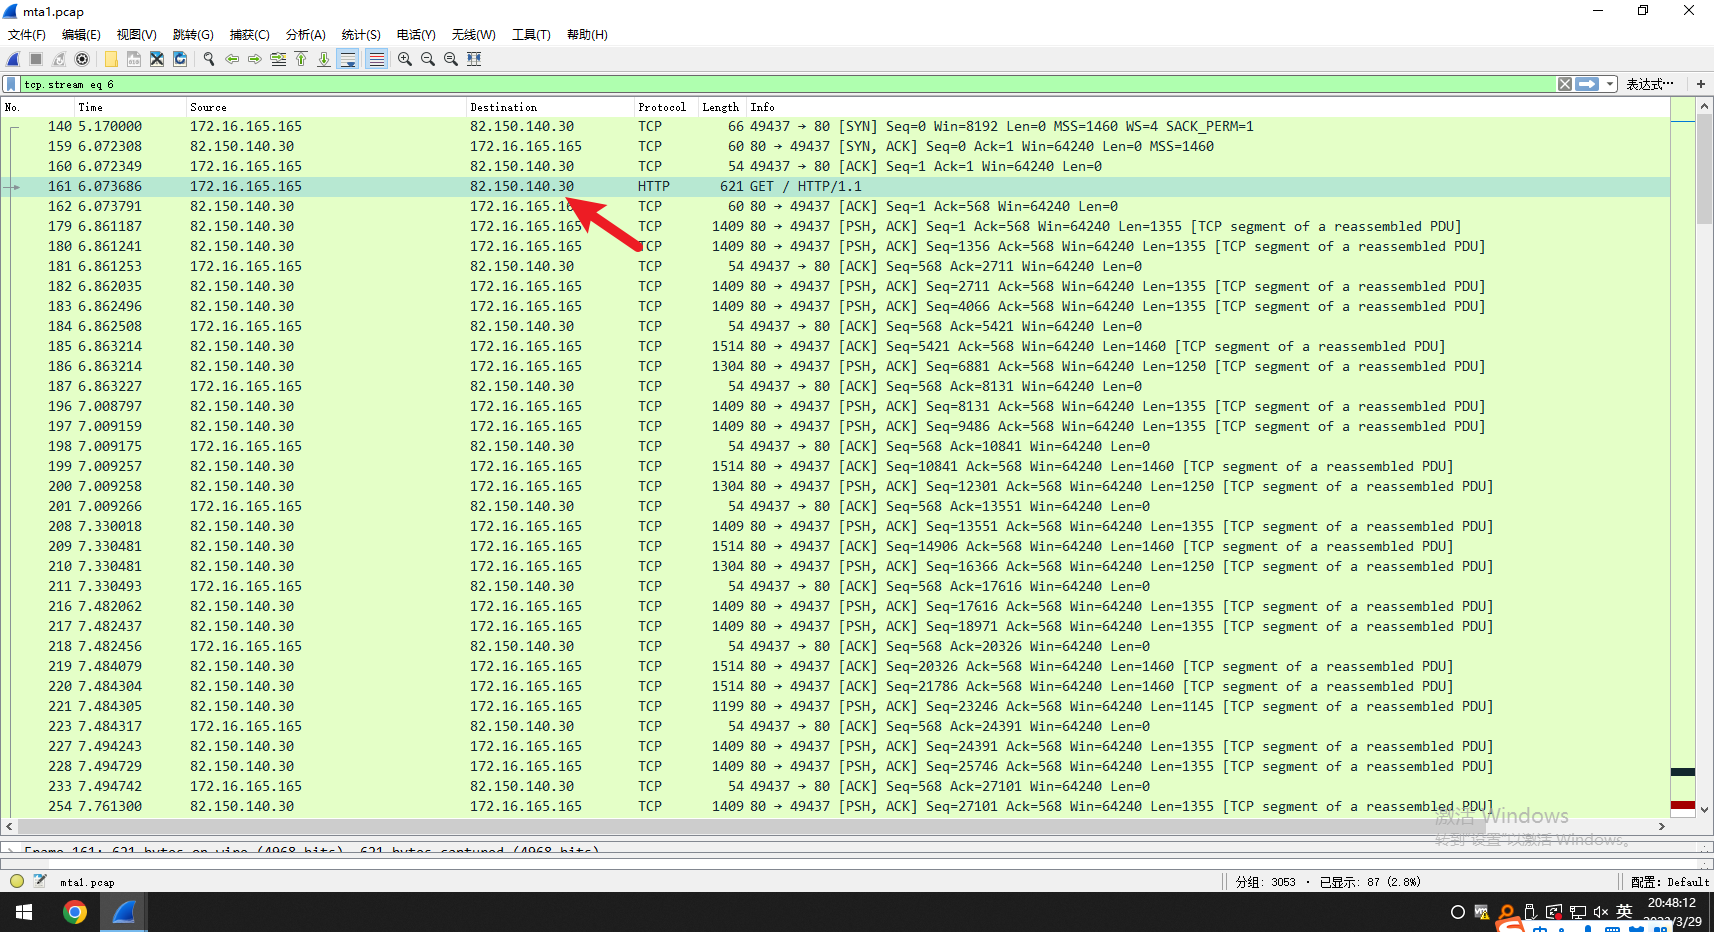 mta1.pcap
文件(F) 编辑(E) 视图(V) 跳转(G) 捕获(C) 分析(A) 统计(S) 电话(Y) 无线(W) 工具(T) 帮助(H)
tcp.stream eq 6 表达式… +
No. Time Source Destination Protocol Length Info
140 5.170000 172.16.165.165 82.150.140.30 TCP 66 49437 → 80 [SYN] Seq=0 Win=8192 Len=0 MSS=1460 WS=4 SACK_PERM=1
159 6.072308 82.150.140.30 172.16.165.165 TCP 60 80 → 49437 [SYN, ACK] Seq=0 Ack=1 Win=64240 Len=0 MSS=1460
160 6.072349 172.16.165.165 82.150.140.30 TCP 54 49437 → 80 [ACK] Seq=1 Ack=1 Win=64240 Len=0
161 6.073686 172.16.165.165 82.150.140.30 HTTP 621 GET / HTTP/1.1
162 6.073791 82.150.140.30 172.16.165.16 TCP 60 80 → 49437 [ACK] Seq=1 Ack=568 Win=64240 Len=0
179 6.861187 82.150.140.30 172.16.165.165 TCP 1409 80 → 49437 [PSH, ACK] Seq=1 Ack=568 Win=64240 Len=1355 [TCP segment of a reassembled PDU]
180 6.861241 82.150.140.30 172.16.165.165 TCP 1409 80 → 49437 [PSH, ACK] Seq=1356 Ack=568 Win=64240 Len=1355 [TCP segment of a reassembled PDU]
181 6.861253 172.16.165.165 82.150.140.30 TCP 54 49437 → 80 [ACK] Seq=568 Ack=2711 Win=64240 Len=0
182 6.862035 82.150.140.30 172.16.165.165 TCP 1409 80 → 49437 [PSH, ACK] Seq=2711 Ack=568 Win=64240 Len=1355 [TCP segment of a reassembled PDU]
183 6.862496 82.150.140.30 172.16.165.165 TCP 1409 80 → 49437 [PSH, ACK] Seq=4066 Ack=568 Win=64240 Len=1355 [TCP segment of a reassembled PDU]
184 6.862508 172.16.165.165 82.150.140.30 TCP 54 49437 → 80 [ACK] Seq=568 Ack=5421 Win=64240 Len=0
185 6.863214 82.150.140.30 172.16.165.165 TCP 1514 80 → 49437 [ACK] Seq=5421 Ack=568 Win=64240 Len=1460 [TCP segment of a reassembled PDU]
186 6.863214 82.150.140.30 172.16.165.165 TCP 1304 80 → 49437 [PSH, ACK] Seq=6881 Ack=568 Win=64240 Len=1250 [TCP segment of a reassembled PDU]
187 6.863227 172.16.165.165 82.150.140.30 TCP 54 49437 → 80 [ACK] Seq=568 Ack=8131 Win=64240 Len=0
196 7.008797 82.150.140.30 172.16.165.165 TCP 1409 80 → 49437 [PSH, ACK] Seq=8131 Ack=568 Win=64240 Len=1355 [TCP segment of a reassembled PDU]
197 7.009159 82.150.140.30 172.16.165.165 TCP 1409 80 → 49437 [PSH, ACK] Seq=9486 Ack=568 Win=64240 Len=1355 [TCP segment of a reassembled PDU]
198 7.009175 172.16.165.165 82.150.140.30 TCP 54 49437 → 80 [ACK] Seq=568 Ack=10841 Win=64240 Len=0
199 7.009257 82.150.140.30 172.16.165.165 TCP 1514 80 → 49437 [ACK] Seq=10841 Ack=568 Win=64240 Len=1460 [TCP segment of a reassembled PDU]
200 7.009258 82.150.140.30 172.16.165.165 TCP 1304 80 → 49437 [PSH, ACK] Seq=12301 Ack=568 Win=64240 Len=1250 [TCP segment of a reassembled PDU]
201 7.009266 172.16.165.165 82.150.140.30 TCP 54 49437 → 80 [ACK] Seq=568 Ack=13551 Win=64240 Len=0
208 7.330018 82.150.140.30 172.16.165.165 TCP 1409 80 → 49437 [PSH, ACK] Seq=13551 Ack=568 Win=64240 Len=1355 [TCP segment of a reassembled PDU]
209 7.330481 82.150.140.30 172.16.165.165 TCP 1514 80 → 49437 [ACK] Seq=14906 Ack=568 Win=64240 Len=1460 [TCP segment of a reassembled PDU]
210 7.330481 82.150.140.30 172.16.165.165 TCP 1304 80 → 49437 [PSH, ACK] Seq=16366 Ack=568 Win=64240 Len=1250 [TCP segment of a reassembled PDU]
211 7.330493 172.16.165.165 82.150.140.30 TCP 54 49437 → 80 [ACK] Seq=568 Ack=17616 Win=64240 Len=0
216 7.482062 82.150.140.30 172.16.165.165 TCP 1409 80 → 49437 [PSH, ACK] Seq=17616 Ack=568 Win=64240 Len=1355 [TCP segment of a reassembled PDU]
217 7.482437 82.150.140.30 172.16.165.165 TCP 1409 80 → 49437 [PSH, ACK] Seq=18971 Ack=568 Win=64240 Len=1355 [TCP segment of a reassembled PDU]
218 7.482456 172.16.165.165 82.150.140.30 TCP 54 49437 → 80 [ACK] Seq=568 Ack=20326 Win=64240 Len=0
219 7.484079 82.150.140.30 172.16.165.165 TCP 1514 80 → 49437 [ACK] Seq=20326 Ack=568 Win=64240 Len=1460 [TCP segment of a reassembled PDU]
220 7.484304 82.150.140.30 172.16.165.165 TCP 1514 80 → 49437 [ACK] Seq=21786 Ack=568 Win=64240 Len=1460 [TCP segment of a reassembled PDU]
221 7.484305 82.150.140.30 172.16.165.165 TCP 1199 80 → 49437 [PSH, ACK] Seq=23246 Ack=568 Win=64240 Len=1145 [TCP segment of a reassembled PDU]
223 7.484317 172.16.165.165 82.150.140.30 TCP 54 49437 → 80 [ACK] Seq=568 Ack=24391 Win=64240 Len=0
227 7.494243 82.150.140.30 172.16.165.165 TCP 1409 80 → 49437 [PSH, ACK] Seq=24391 Ack=568 Win=64240 Len=1355 [TCP segment of a reassembled PDU]
228 7.494729 82.150.140.30 172.16.165.165 TCP 1409 80 → 49437 [PSH, ACK] Seq=25746 Ack=568 Win=64240 Len=1355 [TCP segment of a reassembled PDU]
233 7.494742 172.16.165.165 82.150.140.30 TCP 54 49437 → 80 [ACK] Seq=568 Ack=27101 Win=64240 Len=0
254 7.761300 82.150.140.30 172.16.165.165 TCP 1409 80 → 49437 [PSH, ACK] Seq=27101 Ack=568 Win=64240 Len=1355 [TCP segment of a reassembled PDU]
激活 Windows
转到"设置"以激活 Windows。
Frame 161: 621 bytes on wire (4968 bits), 621 bytes captured (4968 bits)
mta1.pcap 分组: 3053 · 已显示: 87 (2.8%) 配置: Default
英 20:48:12
/3/29
中